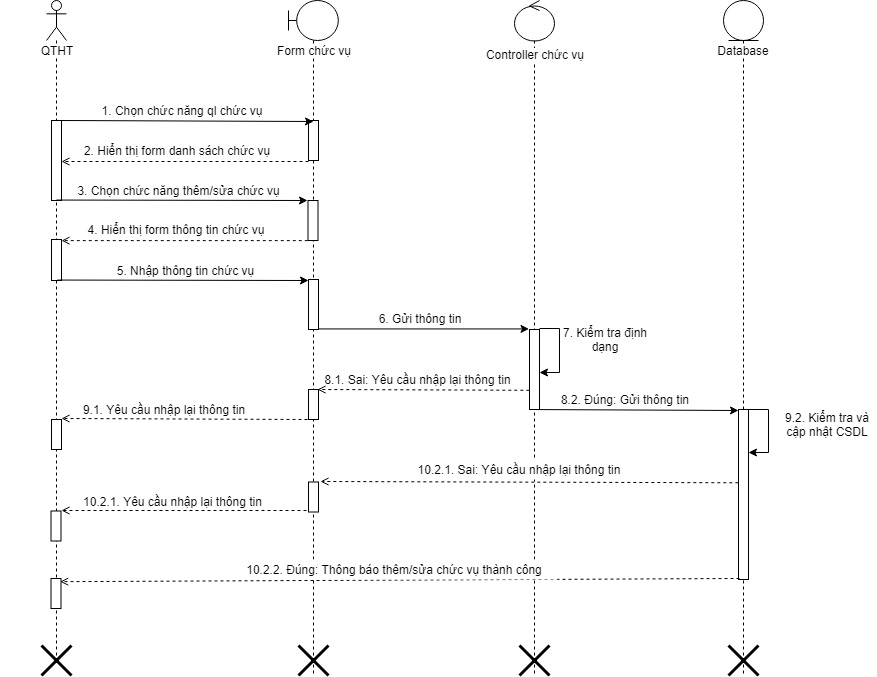 QTHT
Form chức vụ
Controller chức vụ
Database
1. Chọn chức năng ql chức vụ
2. Hiển thị form danh sách chức vụ
3. Chọn chức năng thêm/sửa chức vụ
4. Hiển thị form thông tin chức vụ
5. Nhập thông tin chức vụ
6. Gửi thông tin
7. Kiểm tra định
dạng
8.1. Sai: Yêu cầu nhập lại thông tin
8.2. Đúng: Gửi thông tin
9.1. Yêu cầu nhập lại thông tin
9.2. Kiểm tra và
cập nhật CSDL
10.2.1. Sai: Yêu cầu nhập lại thông tin
10.2.1. Yêu cầu nhập lại thông tin
10.2.2. Đúng: Thông báo thêm/sửa chức vụ thành công